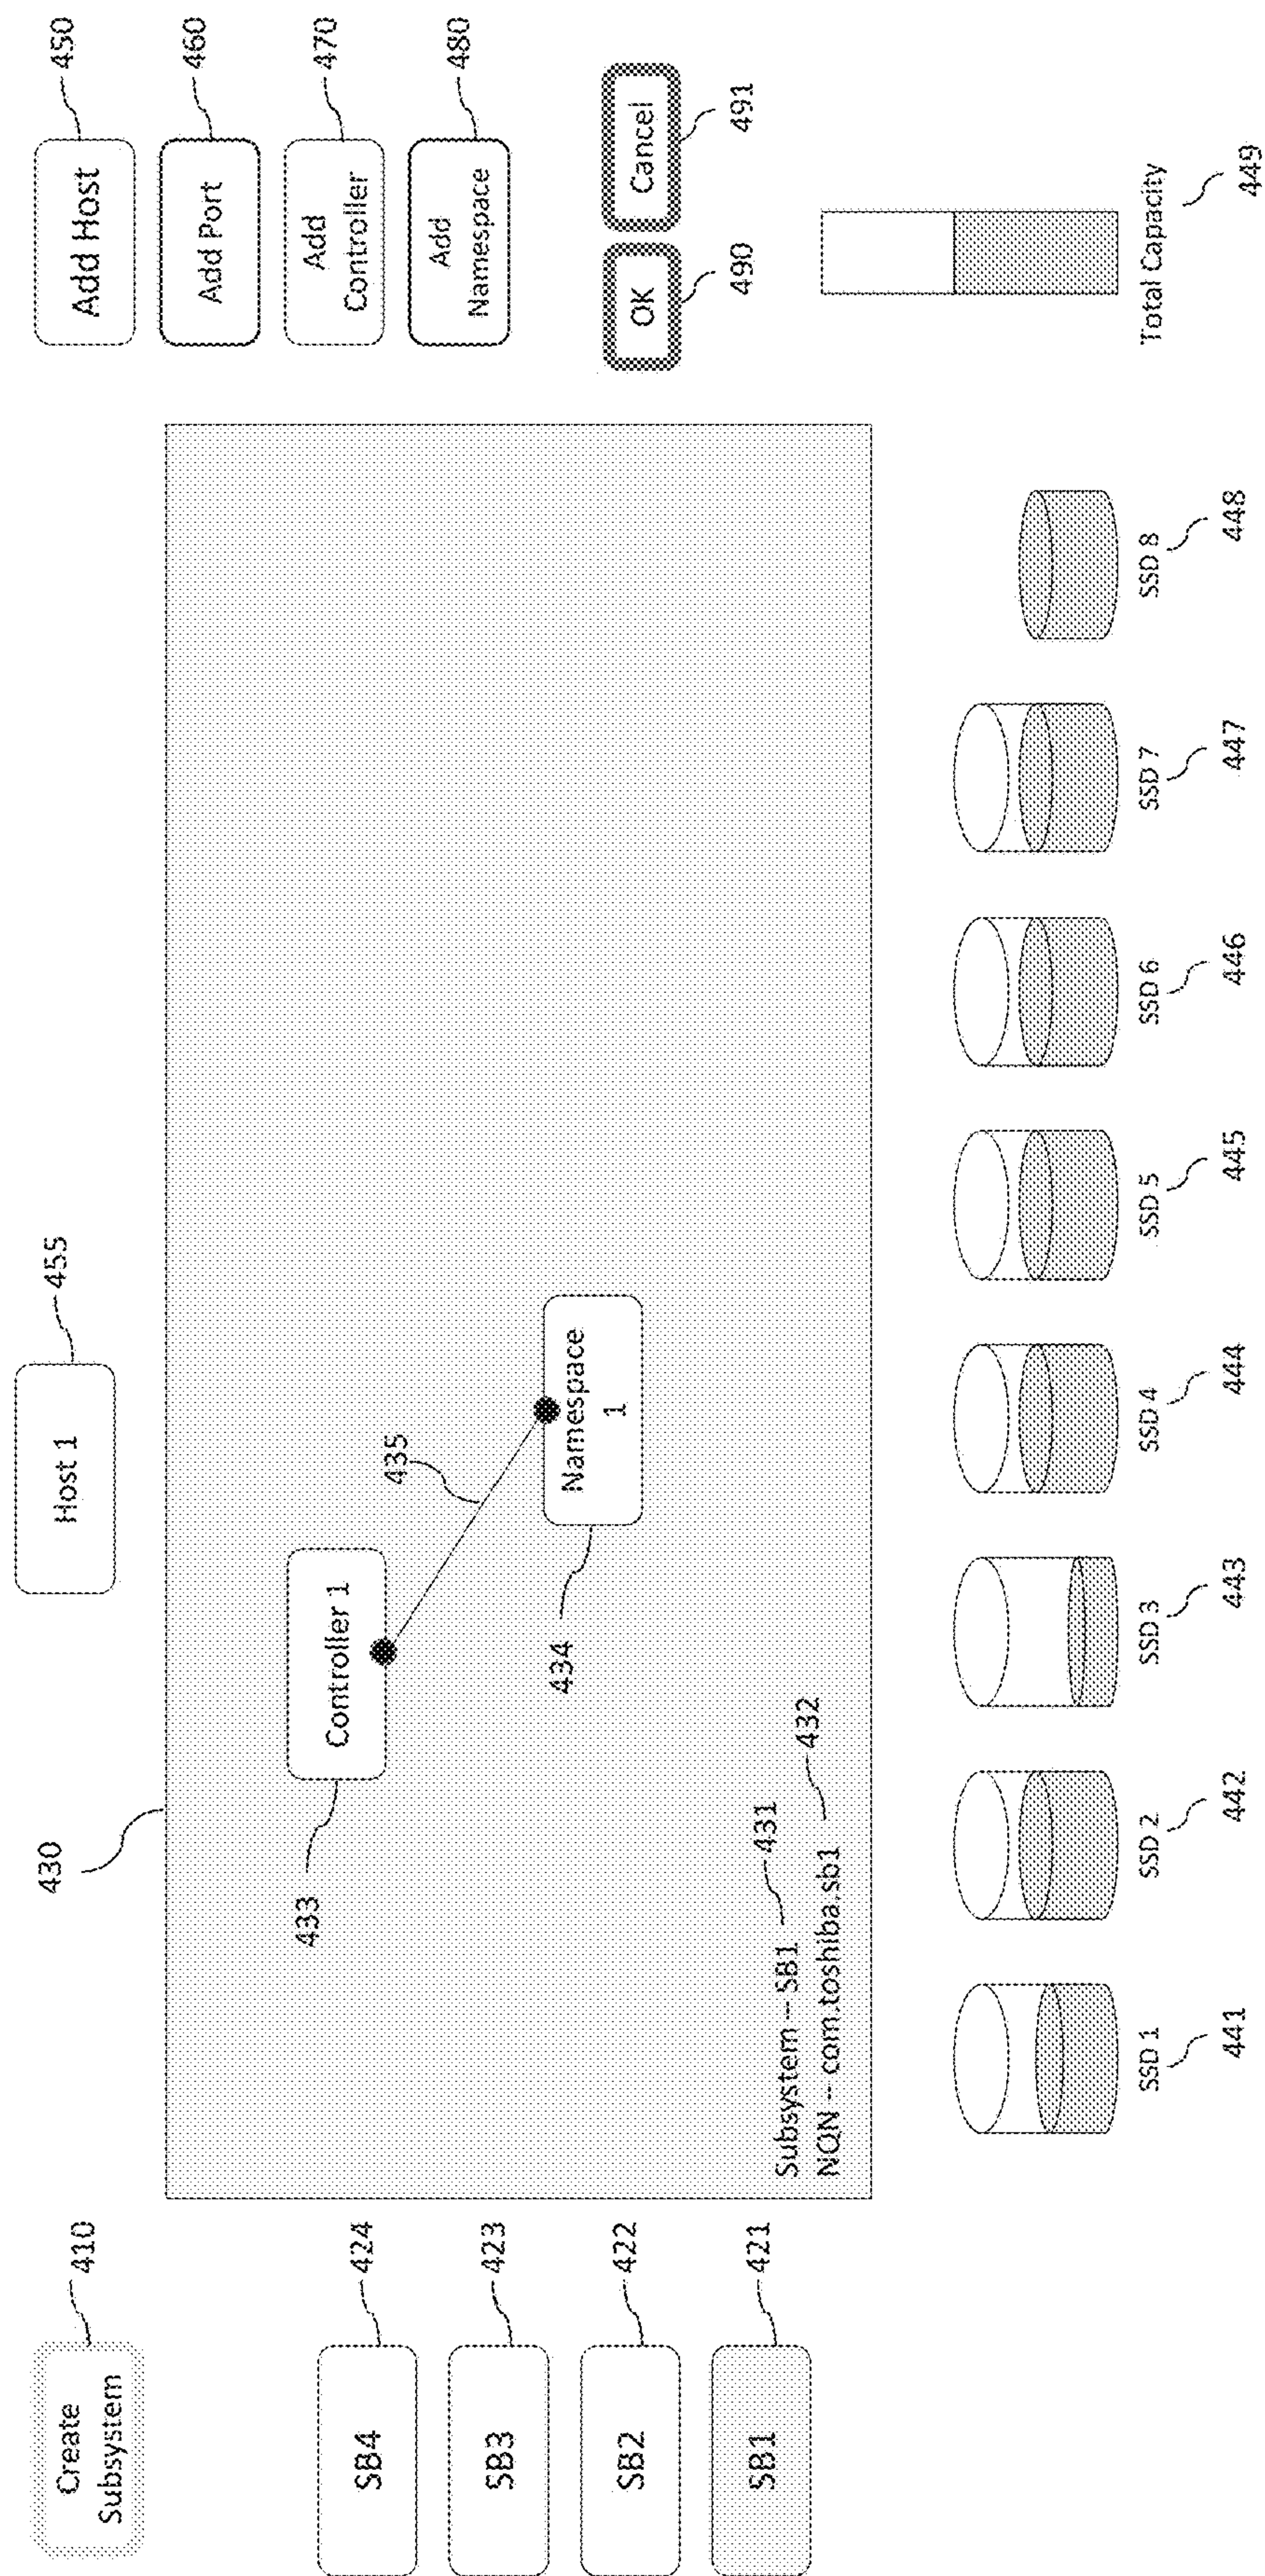 Create
Subsystem
410
SB4
424
SB3
423
SB2
422
SB1
421
430
Host 1
455
Controller 1
433
435
Namespace
1
434
Subsystem -- SB1
431
NQN -- com.toshiba.sb1
432
Add Host
450
Add Port
460
Add
Controller
470
Add
Namespace
480
OK
490
Cancel
491
SSD 1
441
SSD 2
442
SSD 3
443
SSD 4
444
SSD 5
445
SSD 6
446
SSD 7
447
SSD 8
448
Total Capacity
449